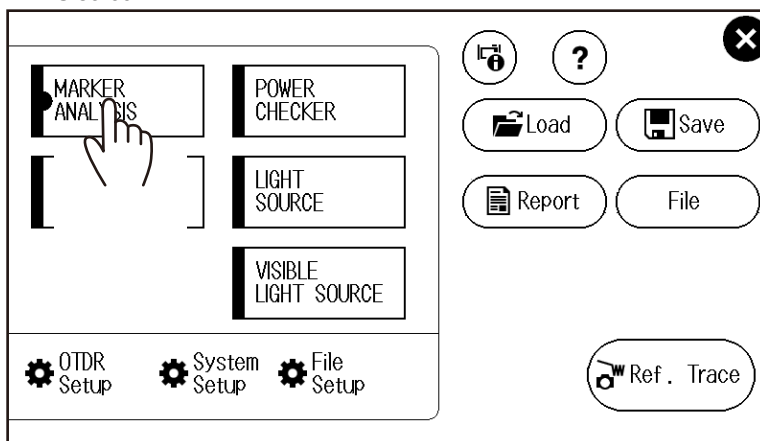 MARKER
ANALYSIS
POWER
CHECKER
LIGHT
SOURCE
VISIBLE
LIGHT SOURCE
OTDR
Setup
System
Setup
File
Setup
?
Load
Save
Report
File
W
Ref. Trace